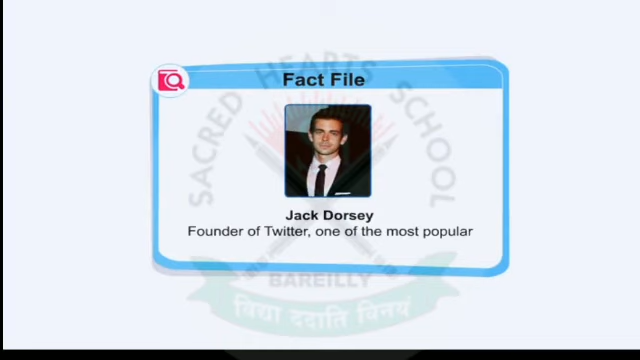 Fact File
SACRED HEARTS SCHOOL
Jack Dorsey
Founder of Twitter, one of the most popular
BAREILLY
विद्या ददाति विनयं